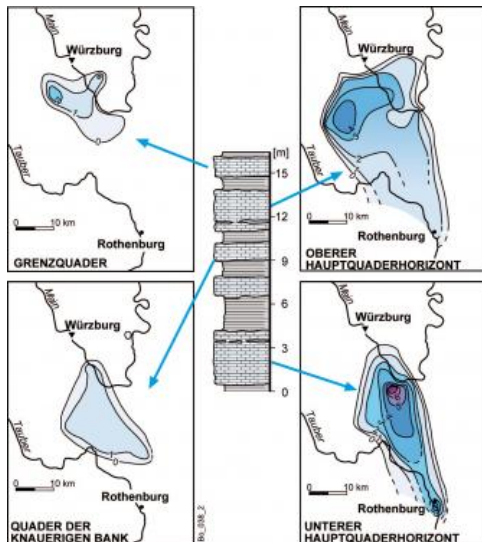 Main
Würzburg
Tauber
0 10 km
Rothenburg
GRENZQUADER
Main
Würzburg
Tauber
0 10 km
Rothenburg
OBERER
HAUPTQUADERHORIZONT
[m]
15
12
9
6
3
0
Main
Würzburg
Tauber
0 10 km
Rothenburg
QUADER DER
KNAUERIGEN BANK
Bo_038_2
Main
Würzburg
Tauber
0 10 km
Rothenburg
UNTERER
HAUPTQUADERHORIZONT